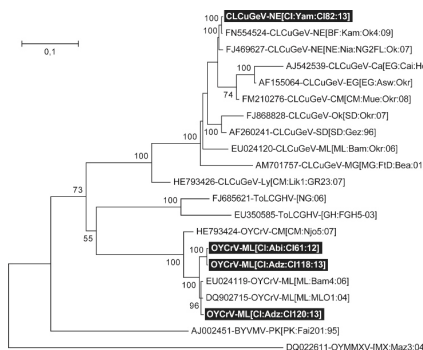 100
CLCuGeV-NE[CI:Yam:CI82:13]
100
FN554524-CLCuGeV-NE[BF:Kam:Ok4:09]
0,1
FJ469627-CLCuGeV-NE[NE:Nia:NG2FL:Ok:07]
100
AJ542539-CLCuGeV-Ca[EG:Cai:H
100
AF155064-CLCuGeV-EG[EG:Asw:Okr]
74
FM210276-CLCuGeV-CM[CM:Mue:Okr:08]
FJ868828-CLCuGeV-Ok[SD:Okr:07]
100
100
AF260241-CLCuGeV-SD[SD:Gez:96]
EU024120-CLCuGeV-ML[ML:Bam:Okr:06]
100
AM701757-CLCuGeV-MG[MG:FtD:Bea:01
HE793426-CLCuGeV-Ly[CM:Lik1:GR23:07]
73
FJ685621-ToLCGHV-[NG:06]
100
EU350585-ToLCGHV-[GH:FGH5-03]
55
HE793424-OYCrV-CM[CM:Njo5:07]
100
OYCrV-ML[CI:Abi:CI61:12]
100
OYCrV-ML[CI:Adz:CI118:13]
EU024119-OYCrV-ML[ML:Bam4:06]
100
DQ902715-OYCrV-ML[ML:MLO1:04]
96
OYCrV-ML[CI:Adz:CI120:13]
AJ002451-BYVMV-PK[PK:Fai201:95]
DQ022611-OYMMXV-[MX:Maz3:04